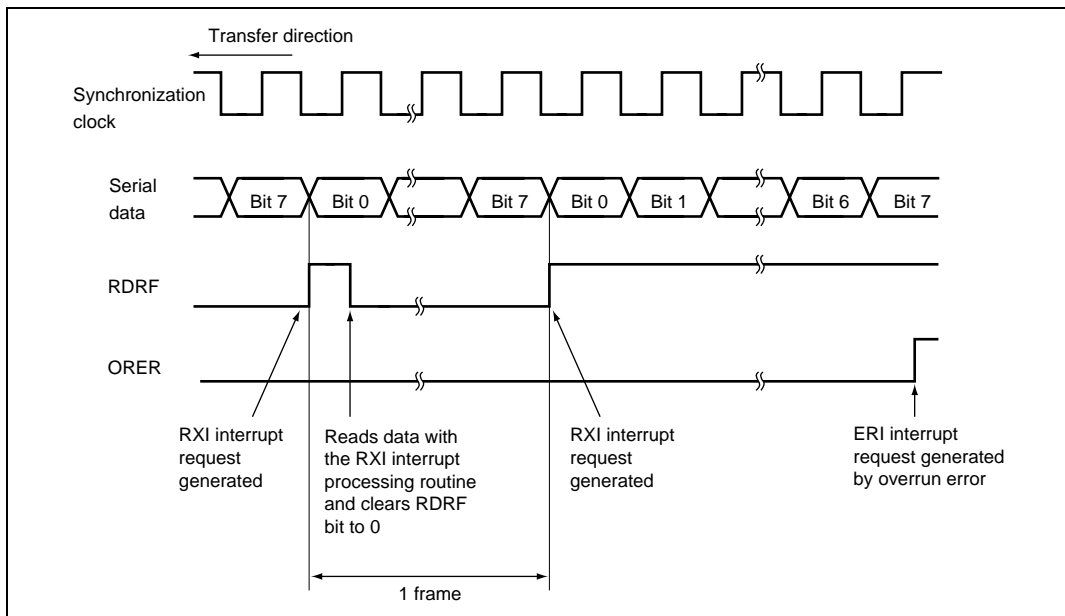 Transfer direction
Synchronization
clock
Serial
data
Bit 7
Bit 0
Bit 7
Bit 0
Bit 1
Bit 6
Bit 7
RDRF
ORER
RXI interrupt
request
generated
Reads data with
the RXI interrupt
processing routine
and clears RDRF
bit to 0
RXI interrupt
request
generated
ERI interrupt
request generated
by overrun error
1 frame